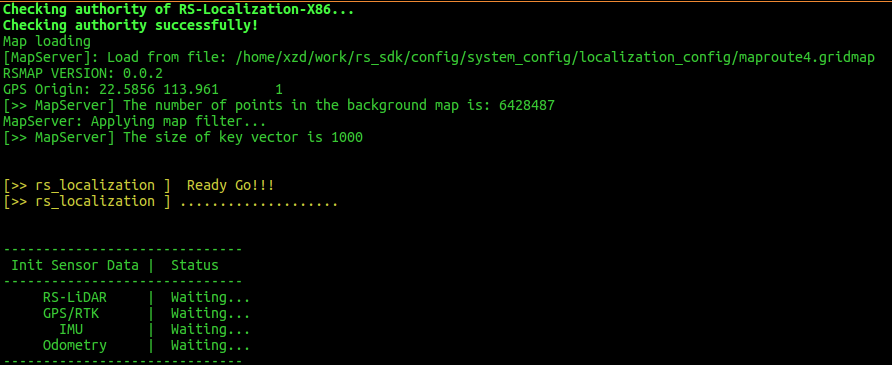 Checking authority of RS-Localization-X86...
Checking authority successfully!
Map loading
[MapServer]: Load from file: /home/xzd/work/rs_sdk/config/system_config/localization_config/maproute4.gridmap
RSMAP VERSION: 0.0.2
GPS Origin: 22.5856 113.961       1
[>> MapServer] The number of points in the background map is: 6428487
MapServer: Applying map filter...
[>> MapServer] The size of key vector is 1000
[>> rs_localization ]  Ready Go!!!
[>> rs_localization ] ....................
------------------------------
 Init Sensor Data |  Status
------------------------------
     RS-LiDAR     |  Waiting...
     GPS/RTK      |  Waiting...
       IMU        |  Waiting...
     Odometry     |  Waiting...
------------------------------